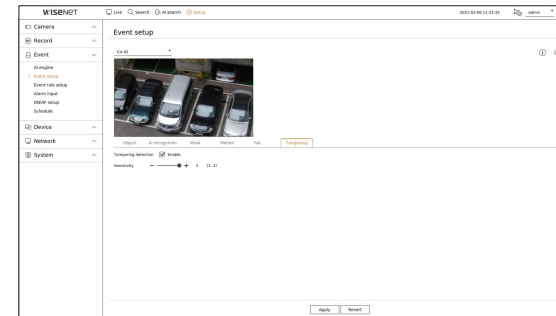 WISENET
Live Search AI search Setup 2021-01-06 11:33:35 admin
Camera
Record
Event
AI engine
Event setup
Event rule setup
Alarm input
ONVIF setup
Schedule
Device
Network
System
Event setup
CH 02
Object AI recognition Mask Motion IVA Tampering
Tampering detection Enable
Sensitivity 3 (1..3)
Apply Revert